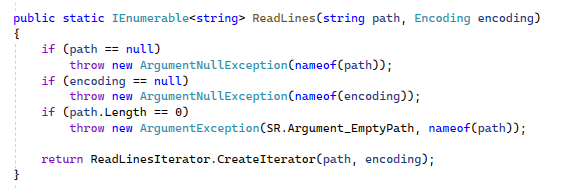 public static IEnumerable<string> ReadLines(string path, Encoding encoding)
{
    if (path == null)
        throw new ArgumentNullException(nameof(path));
    if (encoding == null)
        throw new ArgumentNullException(nameof(encoding));
    if (path.Length == 0)
        throw new ArgumentException(SR.Argument_EmptyPath, nameof(path));

    return ReadLinesIterator.CreateIterator(path, encoding);
}